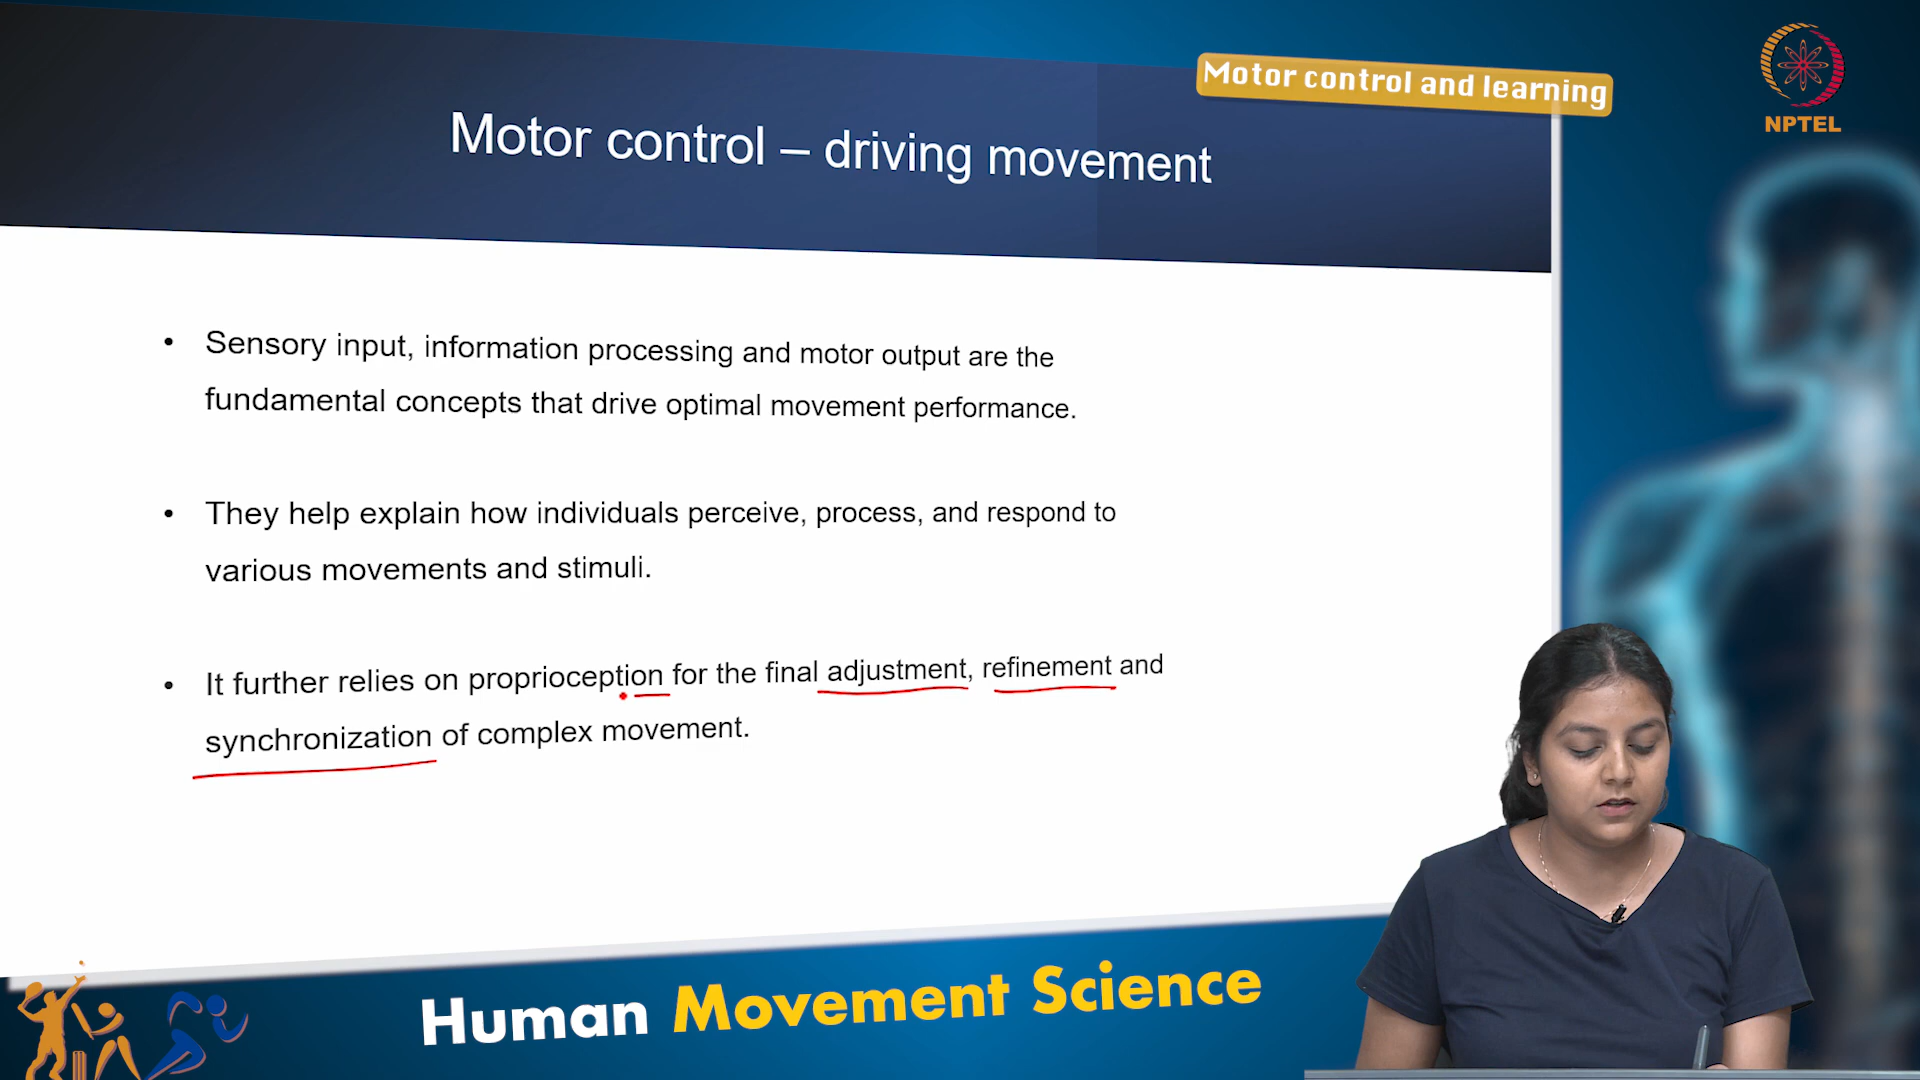 Motor control and learning
NPTEL
Motor control – driving movement
• Sensory input, information processing and motor output are the
fundamental concepts that drive optimal movement performance.
• They help explain how individuals perceive, process, and respond to
various movements and stimuli.
• It further relies on proprioception for the final adjustment, refinement and
synchronization of complex movement.
Human Movement Science